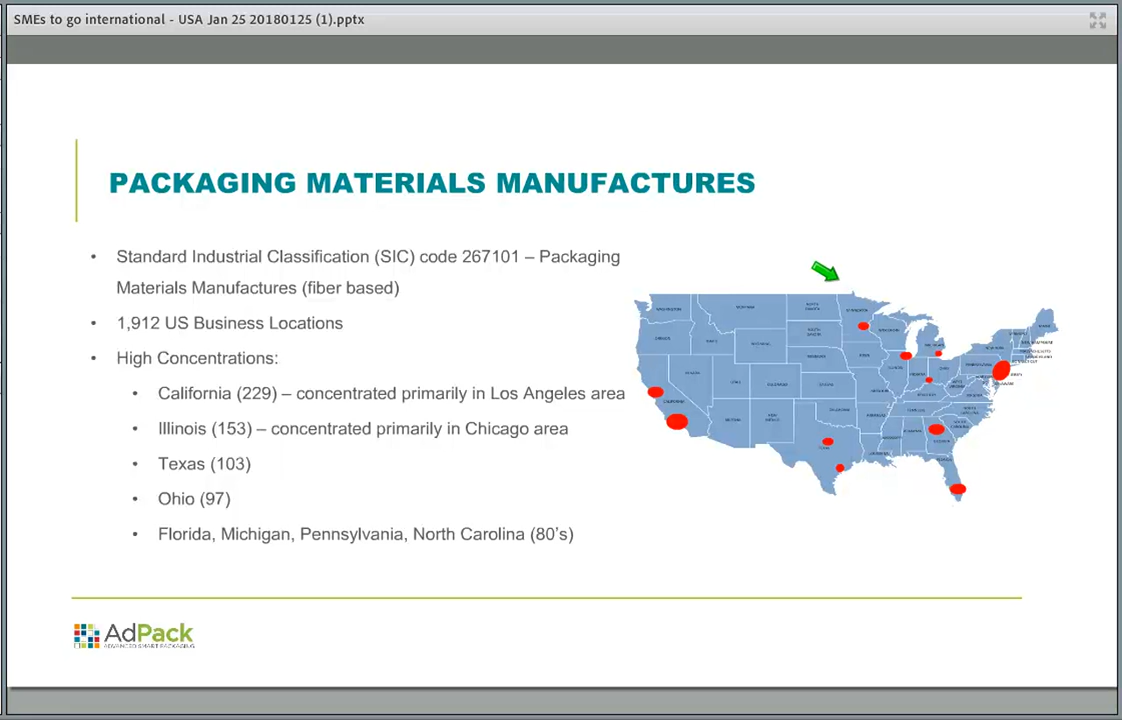 SMEs to go international - USA Jan 25 20180125 (1).pptx
PACKAGING MATERIALS MANUFACTURES
• Standard Industrial Classification (SIC) code 267101 – Packaging
Materials Manufactures (fiber based)
• 1,912 US Business Locations
• High Concentrations:
• California (229) – concentrated primarily in Los Angeles area
• Illinois (153) – concentrated primarily in Chicago area
• Texas (103)
• Ohio (97)
• Florida, Michigan, Pennsylvania, North Carolina (80's)
AdPack
ADVANCED SMART PACKAGING